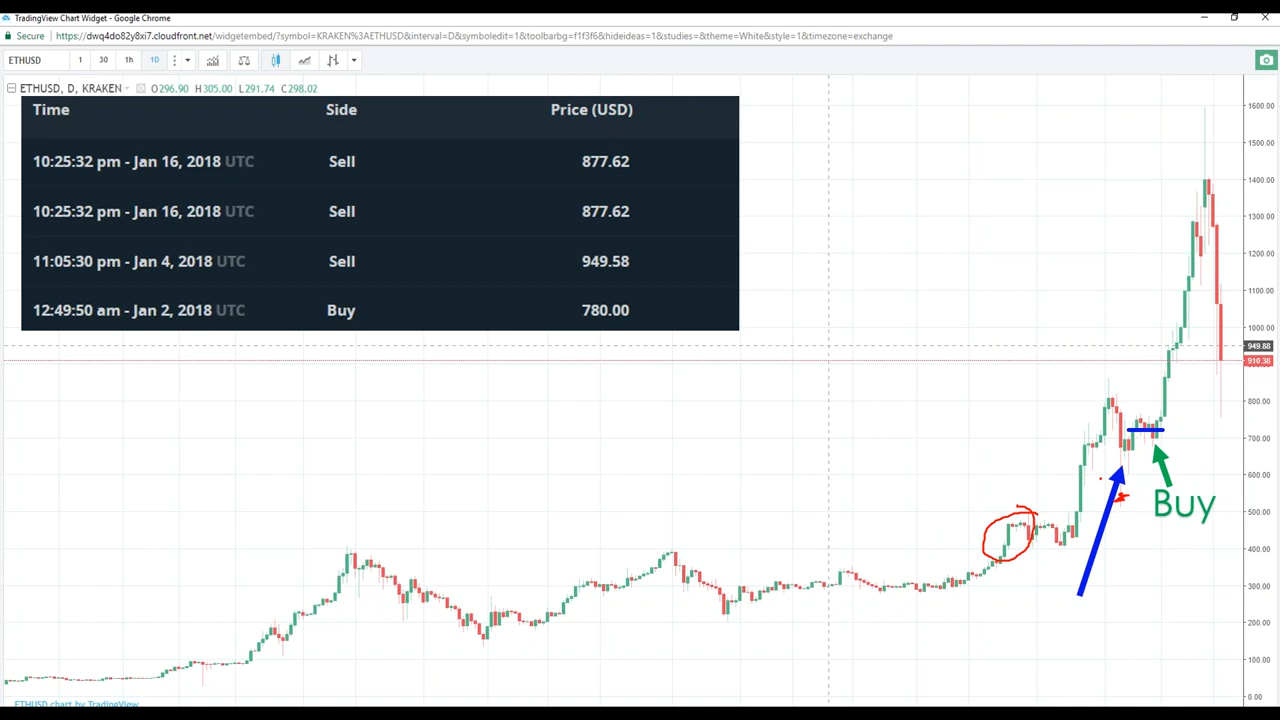 TradingView Chart Widget - Google Chrome
Secure https://dwq4do82y8xi7.cloudfront.net/widgetembed/?symbol=KRAKEN%3AETHUSD&interval=D&symboledit=1&toolbarbg=f1f3f6&hideideas=1&studies=&theme=White&style=1&timezone=exchange
ETHUSD 1 30 1h 1D
ETHUSD, D, KRAKEN O296.90 H305.00 L291.74 C298.02
Time Side Price (USD)
10:25:32 pm - Jan 16, 2018 UTC Sell 877.62
10:25:32 pm - Jan 16, 2018 UTC Sell 877.62
11:05:30 pm - Jan 4, 2018 UTC Sell 949.58
12:49:50 am - Jan 2, 2018 UTC Buy 780.00
1600.00
1500.00
1400.00
1300.00
1200.00
1100.00
1000.00
949.88
910.38
800.00
700.00
600.00
Buy
500.00
400.00
300.00
200.00
100.00
0.00
ETHUSD chart by TradingView